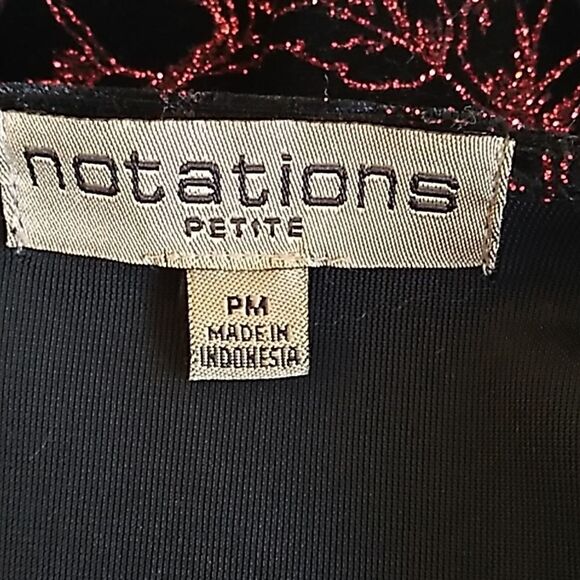 notations
PETITE
PM
MADE IN
INDONESIA